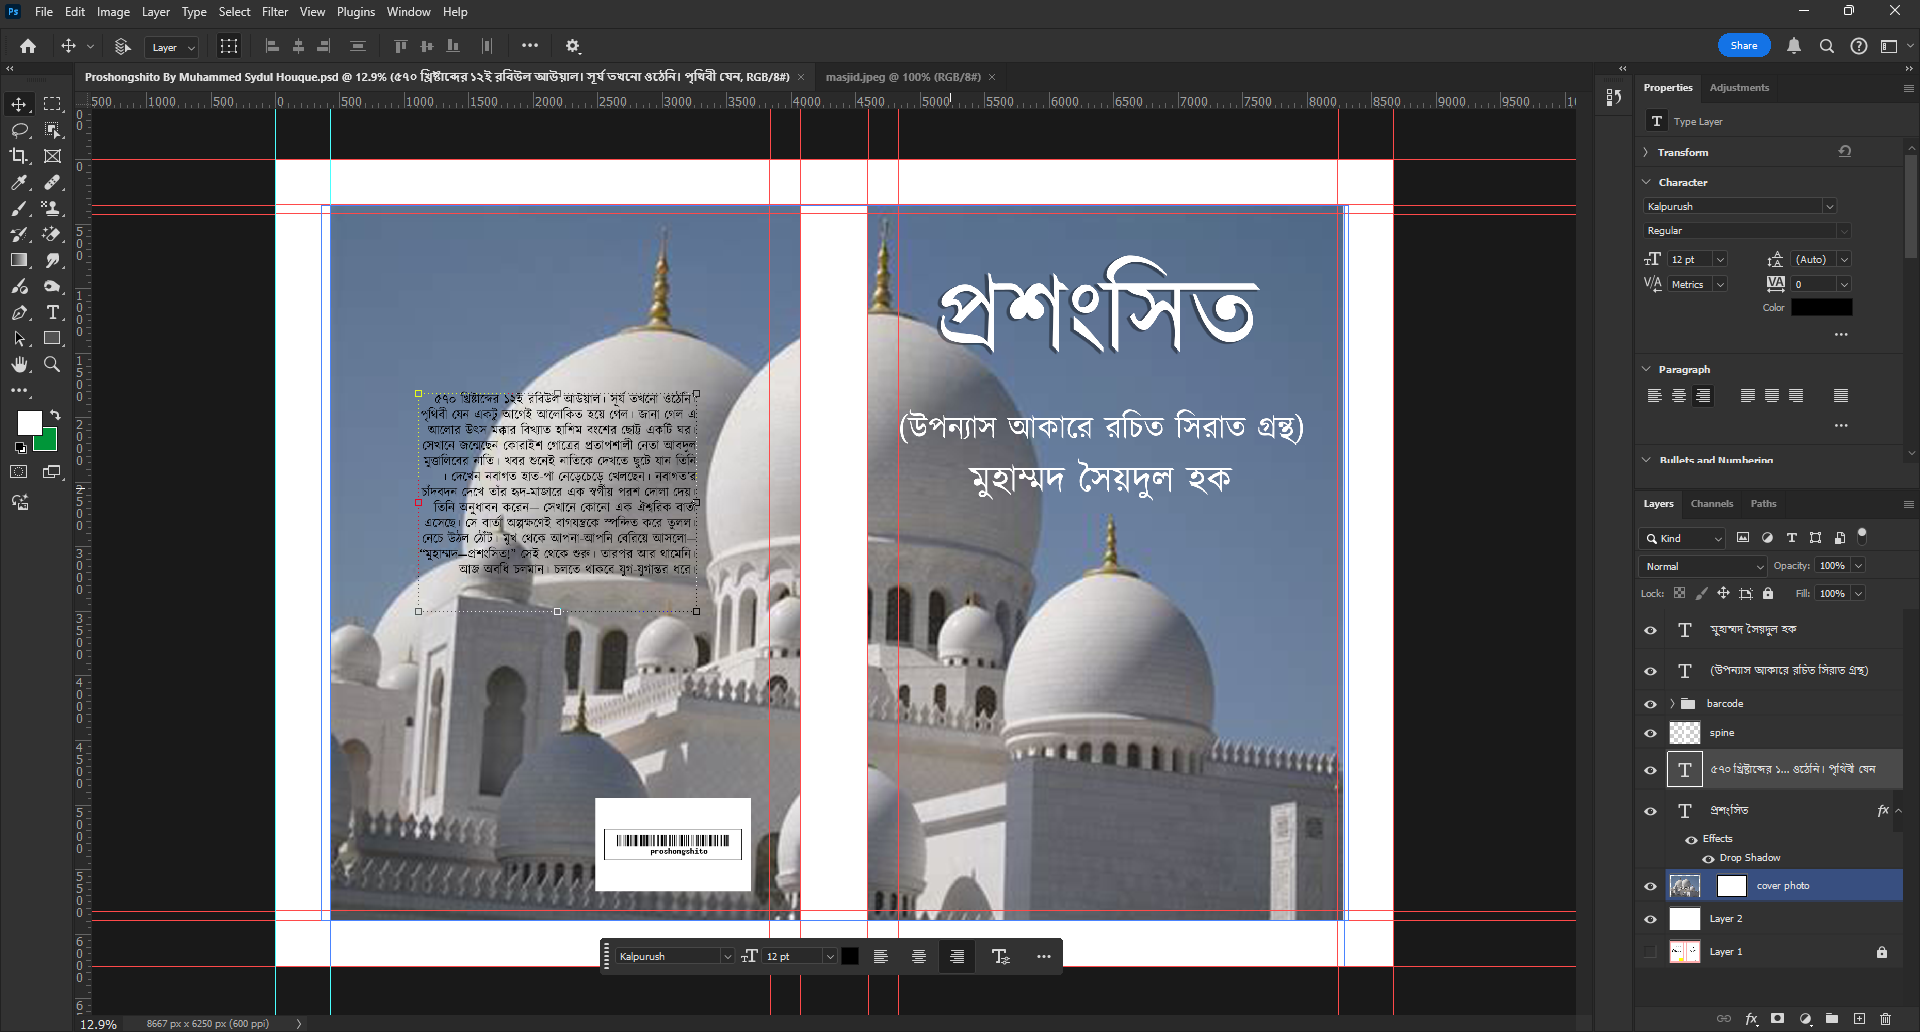 File Edit Image Layer Type Select Filter View Plugins Window Help
Layer
Share
Proshongshito By Muhammed Sydul Houque.psd @ 12.9% (৫৭০ খ্রিষ্টাব্দের ১২ই রবিউল আউয়াল। সূর্য তখনো ওঠেনি। পৃথিবী যেন, RGB/8#)
masjid.jpeg @ 100% (RGB/8#)
500 1000 500 0 500 1000 1500 2000 2500 3000 3500 4000 4500 5000 5500 6000 6500 7000 7500 8000 8500 9000 9500
প্রশংসিত
(উপন্যাস আকারে রচিত সিরাত গ্রন্থ)
মুহাম্মদ সৈয়দুল হক
৫৭০ খ্রিষ্টাব্দের ১২ই রবিউল আউয়াল। সূর্য তখনো ওঠেনি।
পৃথিবী যেন একটু আগেই আলোকিত হয়ে গেল। জানা গেল এ
আলোর উৎস মক্কার বিখ্যাত হাশিম বংশের ছোট্ট একটি ঘর।
সেখানে জন্মেছেন কোরাইশ গোত্রের প্রতাপশালী নেতা আবদুল
মুত্তালিবের নাতি। খবর শুনেই নাতিকে দেখতে ছুটে যান তিনি
। দেখেন নবাগত হাত-পা নেড়েচেড়ে খেলছেন। নবাগত'র
চাঁদবদন দেখে তাঁর হৃদ-মাজারে এক স্বর্গীয় পরশ দোলা দেয়।
তিনি অনুধাবন করেন— সেখানে কোনো এক ঐশ্বরিক বার্তা
এসেছে। সে বার্তা অল্পক্ষণেই বাগযন্ত্রকে স্পন্দিত করে তুলল।
নেচে উঠল ঠোঁট। মুখ থেকে আপনা-আপনি বেরিয়ে আসলো—
“মুহাম্মদ—প্রশংসিত!” সেই থেকে শুরু। তারপর আর থামেনি।
আজ অবধি চলমান। চলতে থাকবে যুগ-যুগান্তর ধরে।
proshongshito
Kalpurush 12 pt
12.9% 8667 px x 6250 px (600 ppi)
Properties Adjustments
Type Layer
Transform
Character
Kalpurush
Regular
12 pt (Auto)
Metrics 0
Color
Paragraph
Bullets and Numbering
Layers Channels Paths
Kind
Normal Opacity: 100%
Lock: Fill: 100%
মুহাম্মদ সৈয়দুল হক
(উপন্যাস আকারে রচিত সিরাত গ্রন্থ)
barcode
spine
৫৭০ খ্রিষ্টাব্দের ১... ওঠেনি। পৃথিবী যেন
প্রশংসিত fx
Effects
Drop Shadow
cover photo
Layer 2
Layer 1